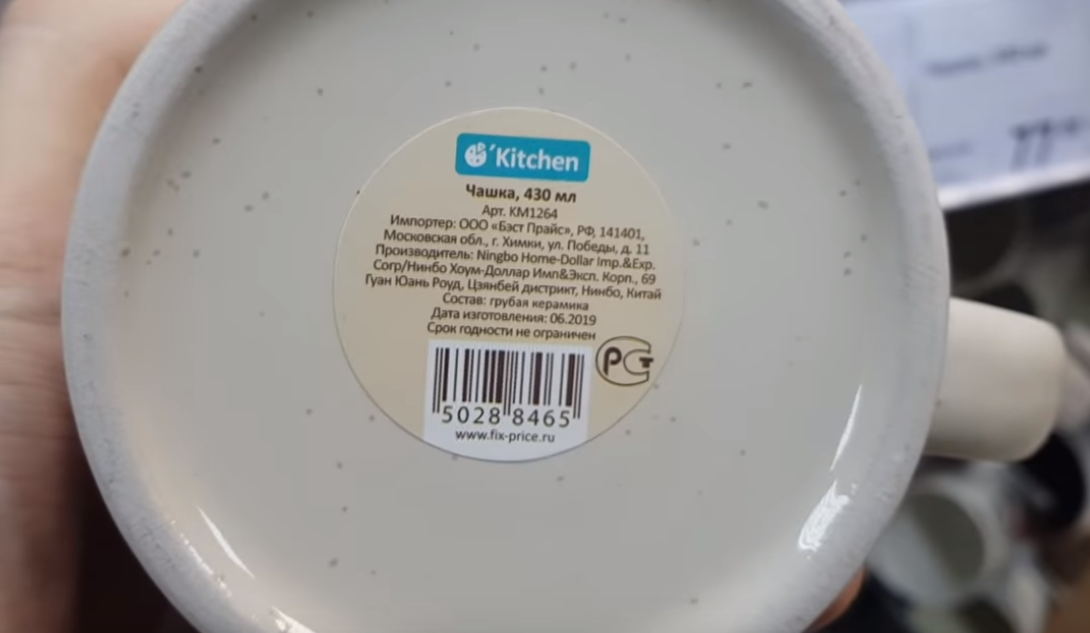 'Kitchen
Чашка, 430 мл
Арт. КМ1264
Импортер: ООО «Бэст Прайс», РФ, 141401,
Московская обл., г. Химки, ул. Победы, д. 11
Производитель: Ningbo Home-Dollar Imp.&Exp.
Corp/Нинбо Хоум-Доллар Имп&Эксп. Корп., 69
Гуан Юань Роуд, Цзянбей дистрикт, Нинбо, Китай
Состав: грубая керамика
Дата изготовления: 06.2019
Срок годности не ограничен
РСТ
5028 8465
www.fix-price.ru
77